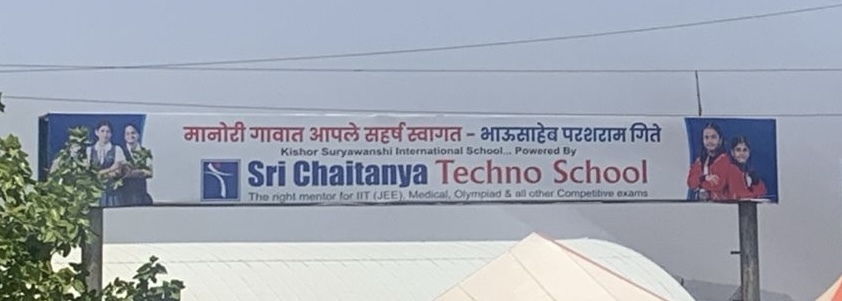 मानोरी गावात आपले सहर्ष स्वागत - भाऊसाहेब परशराम गिते
Kishor Suryawanshi International School... Powered By
Sri Chaitanya Techno School
The right mentor for IIT (JEE), Medical, Olympiad & all other Competitive exams